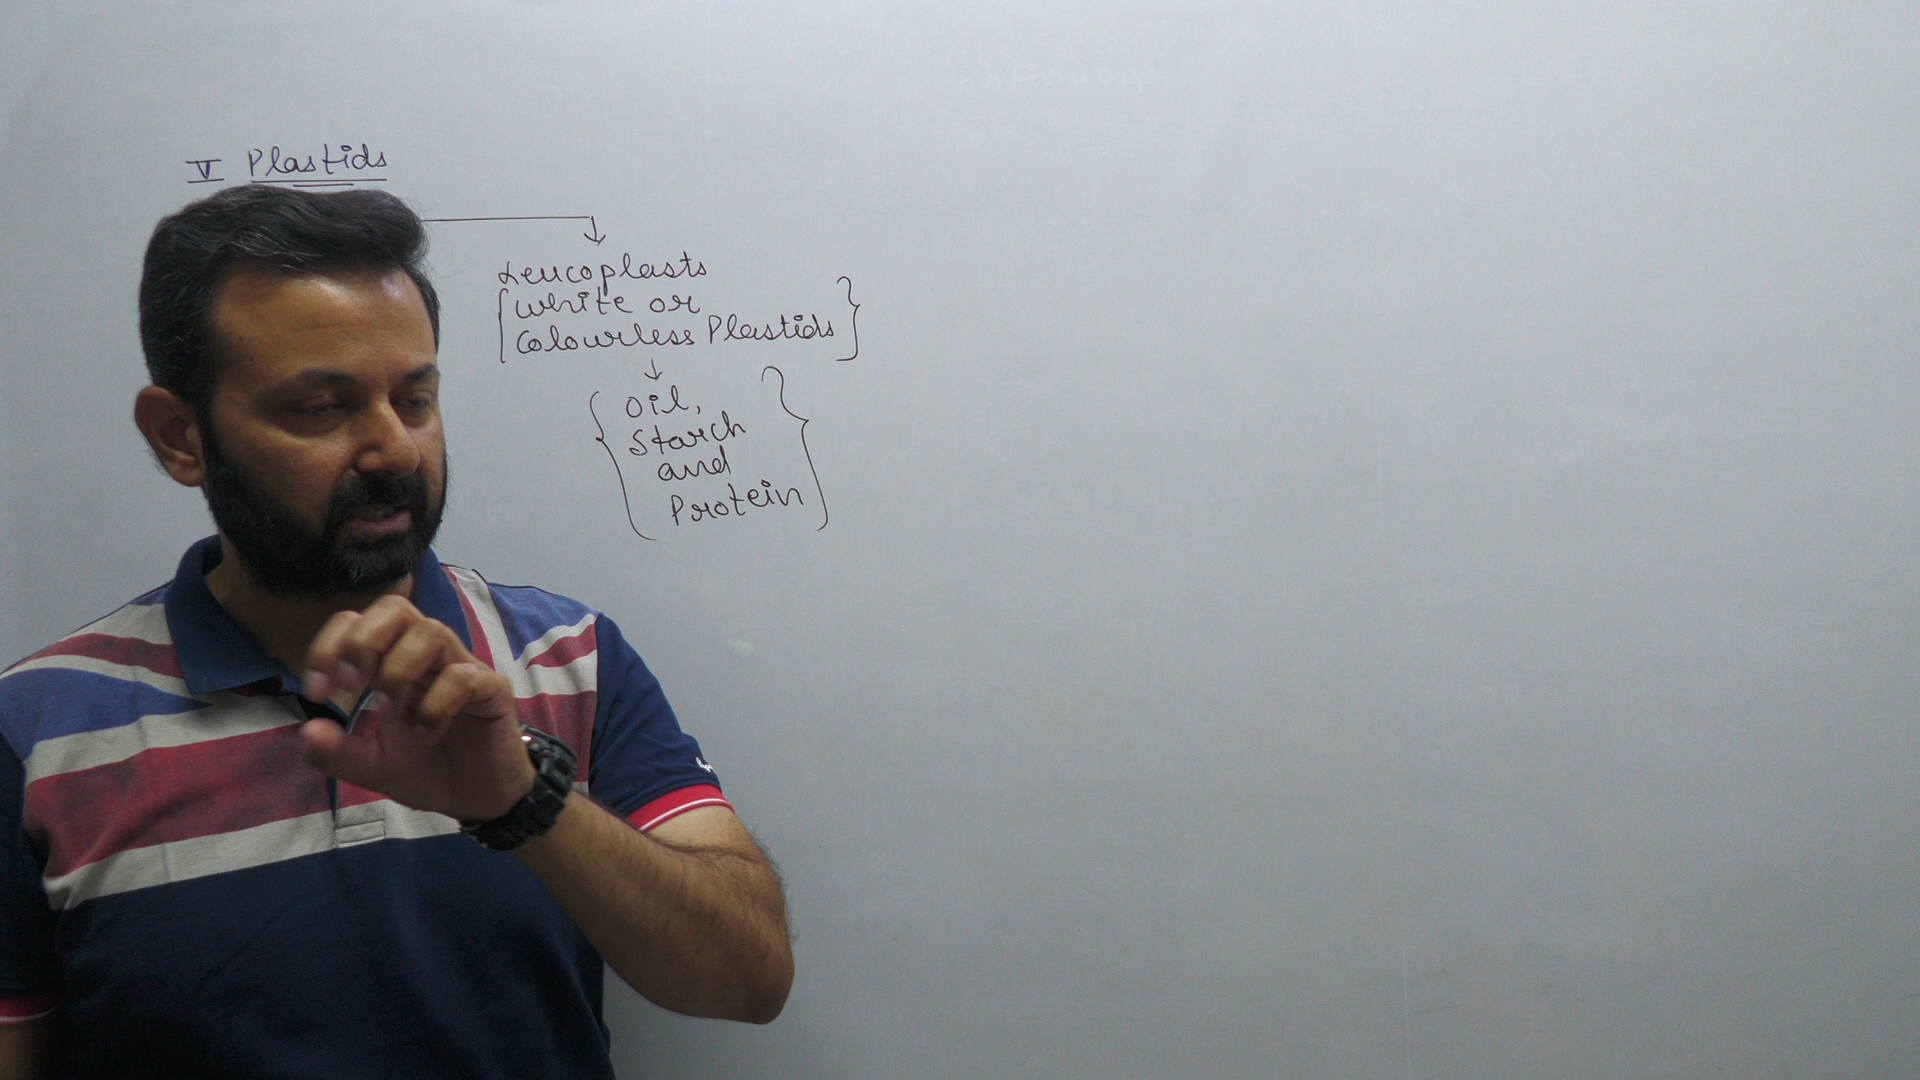 V Plastids
Leucoplasts
[White or
Colourless Plastids}
↓
{ Oil,
Starch
and
Protein }